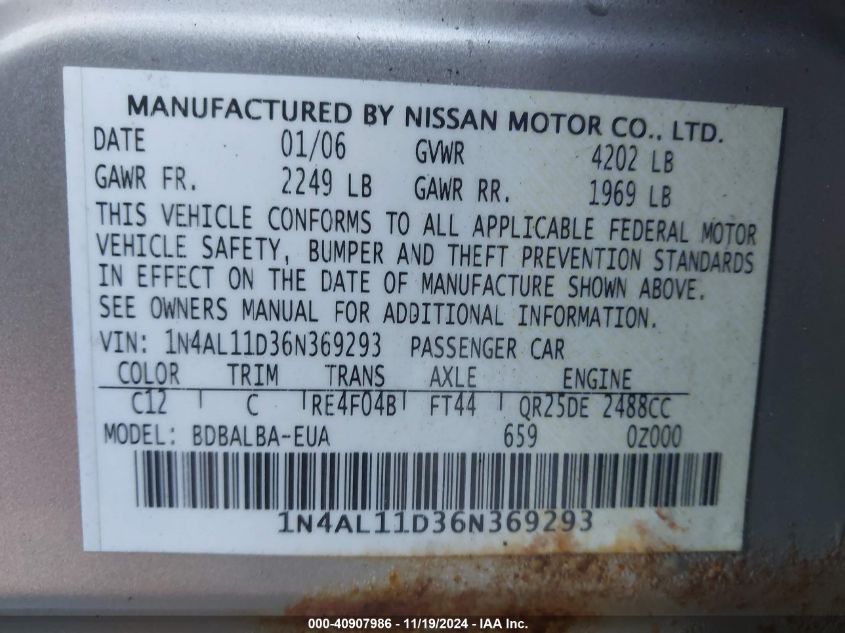 MANUFACTURED BY NISSAN MOTOR CO., LTD.
DATE 01/06 GVWR 4202 LB
GAWR FR. 2249 LB GAWR RR. 1969 LB
THIS VEHICLE CONFORMS TO ALL APPLICABLE FEDERAL MOTOR
VEHICLE SAFETY, BUMPER AND THEFT PREVENTION STANDARDS
IN EFFECT ON THE DATE OF MANUFACTURE SHOWN ABOVE.
SEE OWNERS MANUAL FOR ADDITIONAL INFORMATION.
VIN: 1N4AL11D36N369293 PASSENGER CAR
COLOR TRIM TRANS AXLE ENGINE
C12 C RE4F04B FT44 QR25DE 2488CC
MODEL: BDBALBA-EUA 659 0Z000
1N4AL11D36N369293
000-40907986 - 11/19/2024 - IAA Inc.